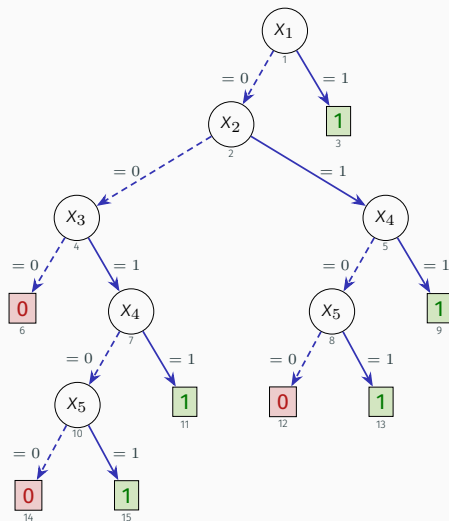 X1
1
= 0 = 1
X2 1
2 3
= 0 = 1
X3 X4
4 5
= 0 = 1 = 0 = 1
0 X4 X5 1
6 7 8 9
= 0 = 1 = 0 = 1
X5 1 0 1
10 11 12 13
= 0 = 1
0 1
14 15